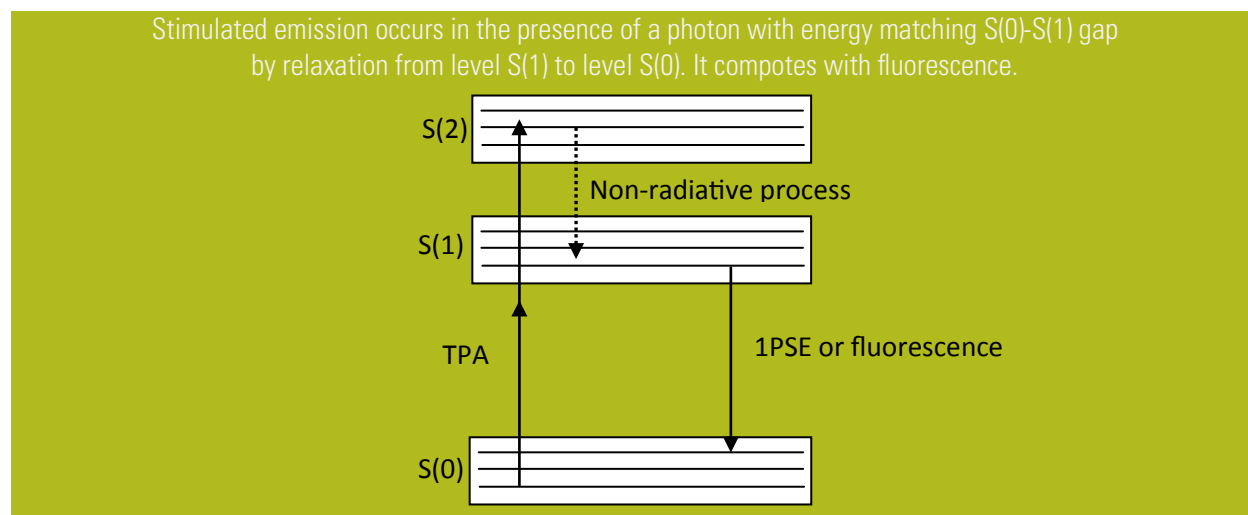 Stimulated emission occurs in the presence of a photon with energy matching S(0)-S(1) gap
by relaxation from level S(1) to level S(0). It compotes with fluorescence.
S(2)
Non-radiative process
S(1)
TPA
1PSE or fluorescence
S(0)